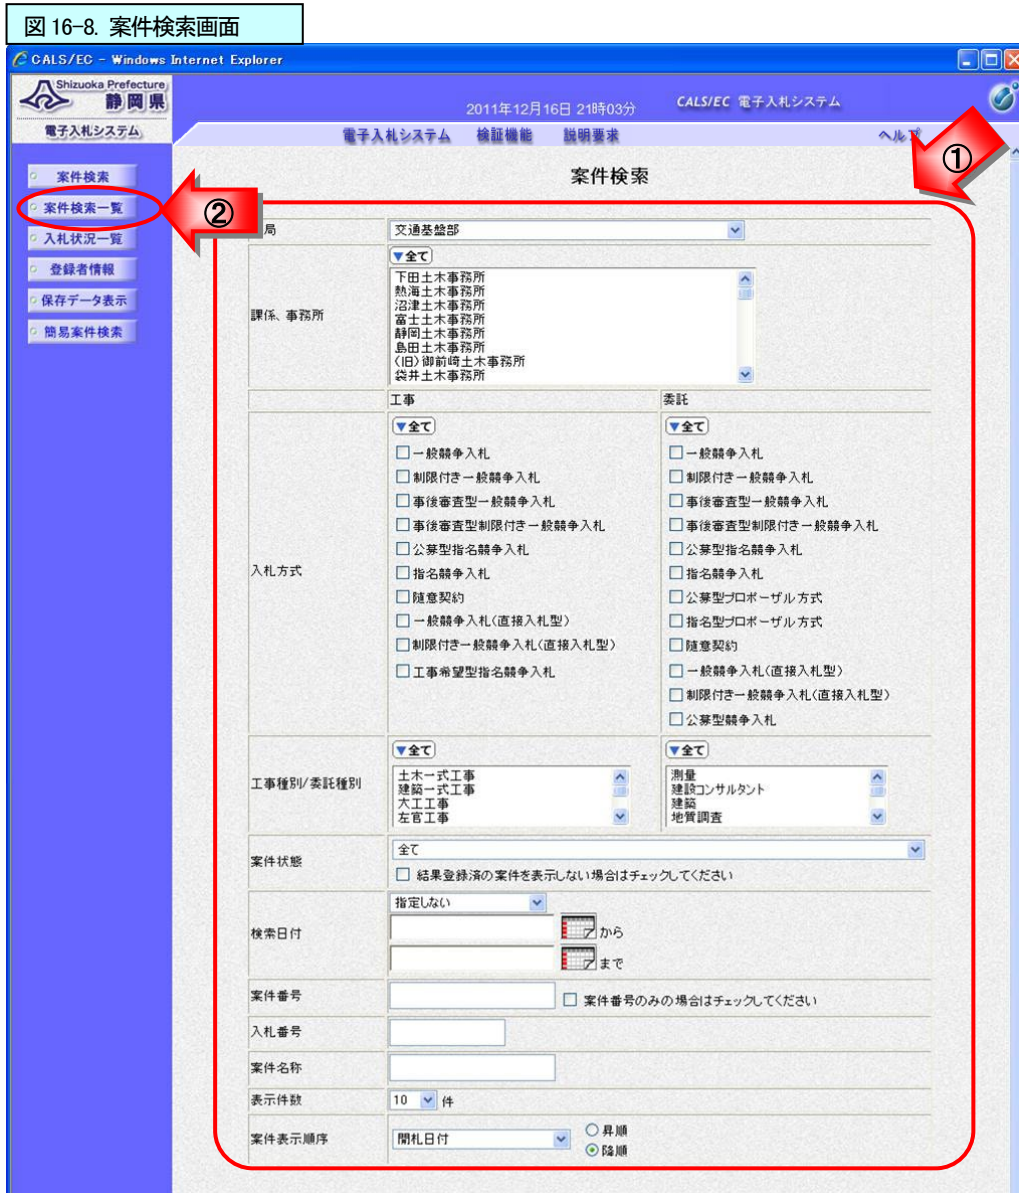 図 16-8. 案件検索画面
CALS/EC - Windows Internet Explorer
Shizuoka Prefecture
静岡県
電子入札システム
2011年12月16日 21時03分
CALS/EC 電子入札システム
電子入札システム 検証機能 説明要求 ヘルプ
①
案件検索
案件検索一覧
入札状況一覧
登録者情報
保存データ表示
簡易案件検索
②
案件検索
局 交通基盤部
課係、事務所
▼全て
下田土木事務所
熱海土木事務所
沼津土木事務所
富士土木事務所
静岡土木事務所
島田土木事務所
(旧)御前崎土木事務所
袋井土木事務所
工事 委託
入札方式
▼全て
一般競争入札
制限付き一般競争入札
事後審査型一般競争入札
事後審査型制限付き一般競争入札
公募型指名競争入札
指名競争入札
随意契約
一般競争入札(直接入札型)
制限付き一般競争入札(直接入札型)
工事希望型指名競争入札
▼全て
一般競争入札
制限付き一般競争入札
事後審査型一般競争入札
事後審査型制限付き一般競争入札
公募型指名競争入札
指名競争入札
公募型プロポーザル方式
指名型プロポーザル方式
随意契約
一般競争入札(直接入札型)
制限付き一般競争入札(直接入札型)
公募型競争入札
工事種別/委託種別
▼全て
土木一式工事
建築一式工事
大工工事
左官工事
▼全て
測量
建設コンサルタント
建築
地質調査
案件状態
全て
結果登録済の案件を表示しない場合はチェックしてください
検索日付
指定しない
から
まで
案件番号 案件番号のみの場合はチェックしてください
入札番号
案件名称
表示件数 10 件
案件表示順序 開札日付
昇順
降順